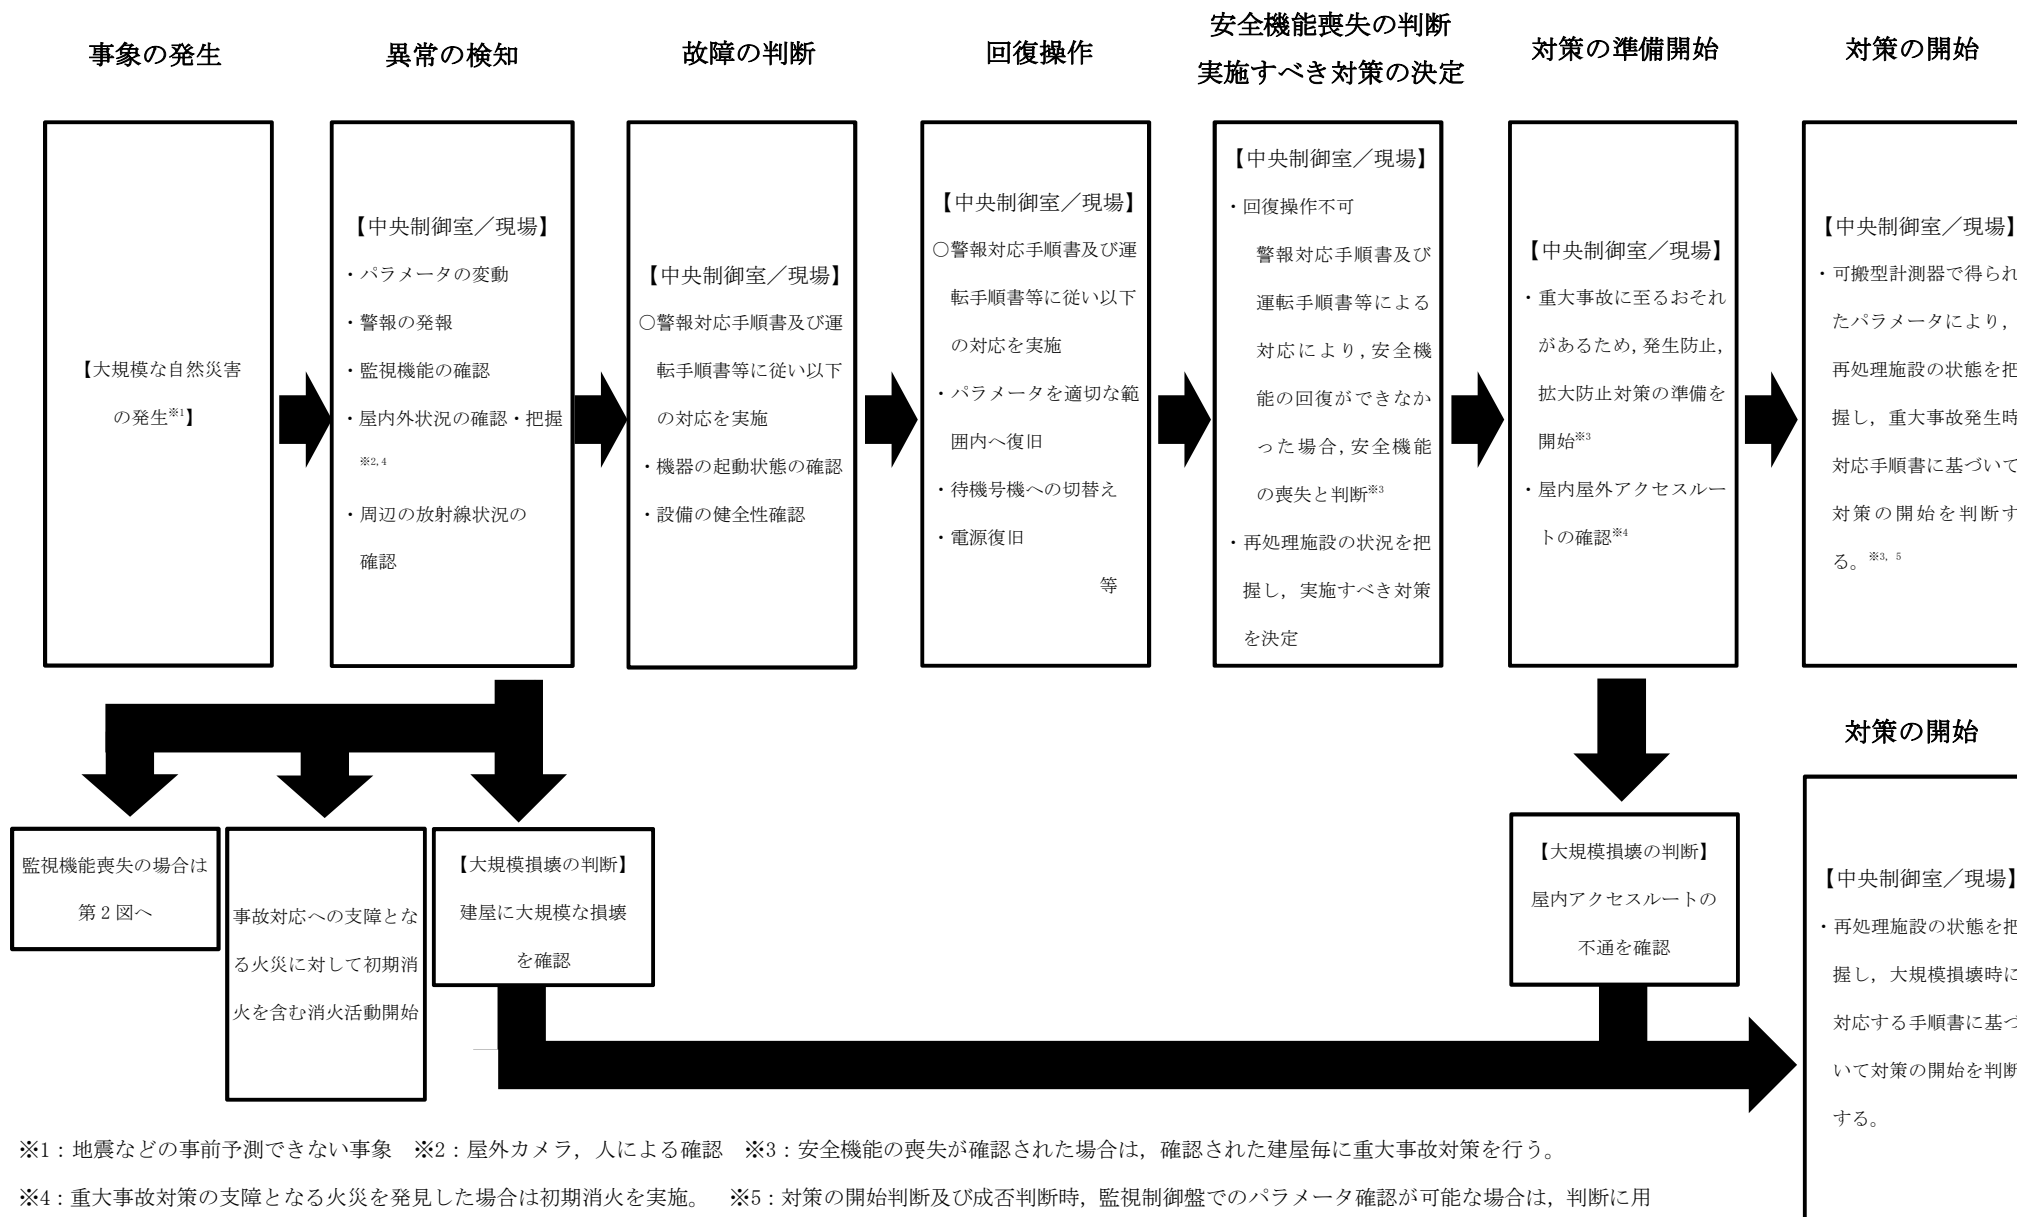 事象の発生
異常の検知
故障の判断
回復操作
安全機能喪失の判断
実施すべき対策の決定
対策の準備開始
対策の開始
【大規模な自然災害
の発生※1】
【中央制御室／現場】
・パラメータの変動
・警報の発報
・監視機能の確認
・屋内外状況の確認・把握
※2,4
・周辺の放射線状況の
確認
【中央制御室／現場】
○警報対応手順書及び運
転手順書等に従い以下
の対応を実施
・機器の起動状態の確認
・設備の健全性確認
【中央制御室／現場】
○警報対応手順書及び運
転手順書等に従い以下
の対応を実施
・パラメータを適切な範
囲内へ復旧
・待機号機への切替え
・電源復旧
等
【中央制御室／現場】
・回復操作不可
警報対応手順書及び
運転手順書等による
対応により,安全機
能の回復ができなか
った場合,安全機能
の喪失と判断※3
・再処理施設の状況を把
握し，実施すべき対策
を決定
【中央制御室／現場】
・重大事故に至るおそれ
があるため,発生防止,
拡大防止対策の準備を
開始※3
・屋内屋外アクセスルー
トの確認※4
【中央制御室／現場】
・可搬型計測器で得られ
たパラメータにより，
再処理施設の状態を把
握し，重大事故発生時
対応手順書に基づいて
対策の開始を判断す
る。※3, 5
監視機能喪失の場合は
第２図へ
事故対応への支障とな
る火災に対して初期消
火を含む消火活動開始
【大規模損壊の判断】
建屋に大規模な損壊
を確認
【大規模損壊の判断】
屋内アクセスルートの
不通を確認
対策の開始
【中央制御室／現場】
・再処理施設の状態を把
握し，大規模損壊時に
対応する手順書に基づ
いて対策の開始を判断
する。
※1：地震などの事前予測できない事象　※2：屋外カメラ，人による確認　※3：安全機能の喪失が確認された場合は，確認された建屋毎に重大事故対策を行う。
※4：重大事故対策の支障となる火災を発見した場合は初期消火を実施。　※5：対策の開始判断及び成否判断時，監視制御盤でのパラメータ確認が可能な場合は，判断に用